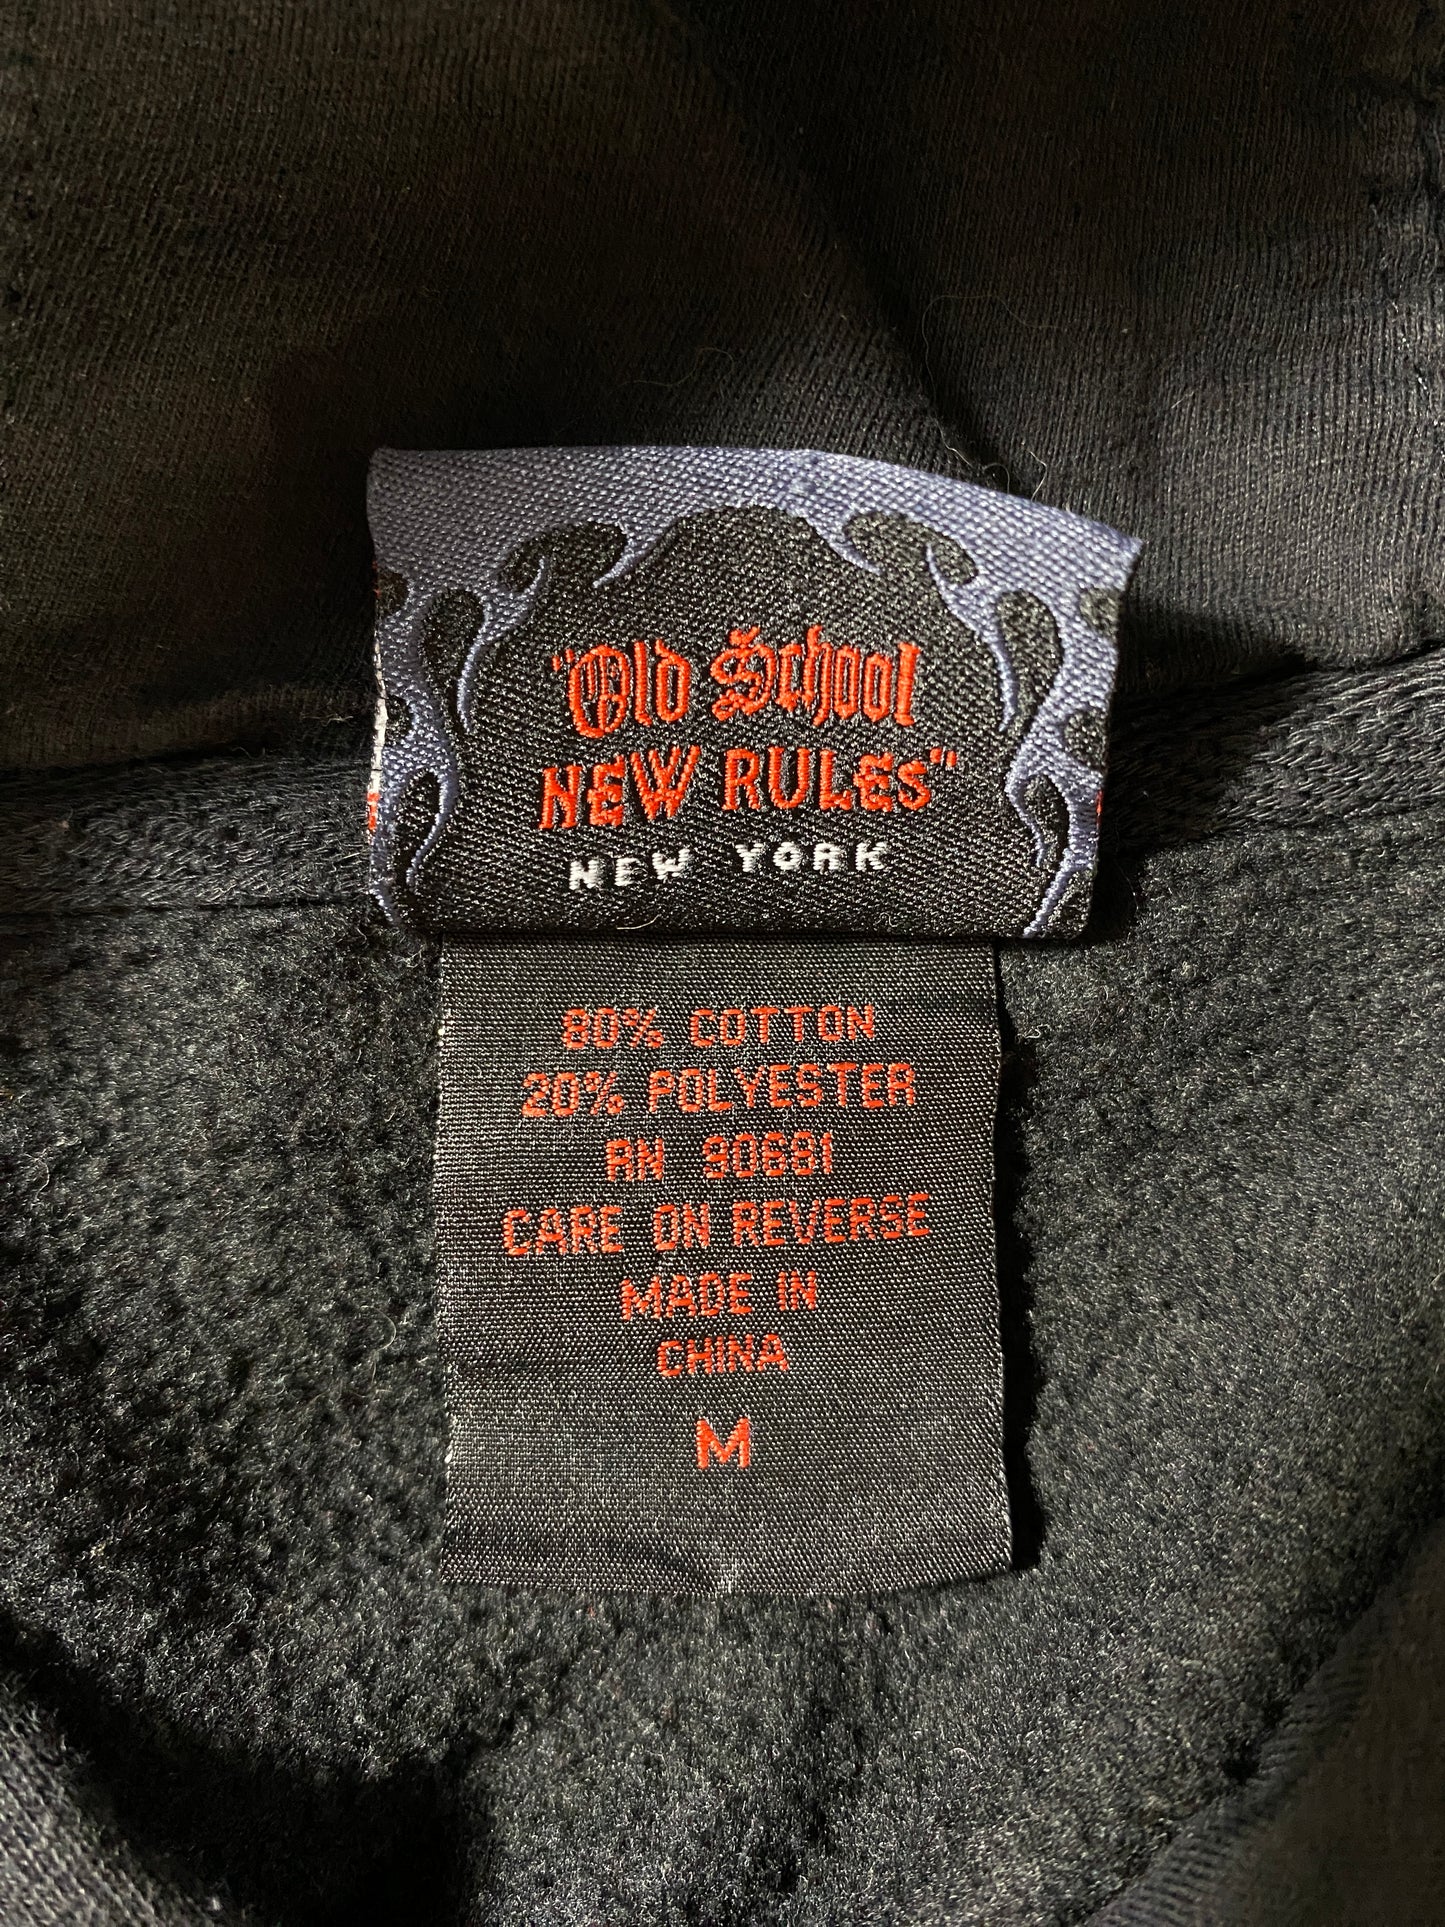 "Old School
NEW RULES"
NEW YORK
80% COTTON
20% POLYESTER
RN 90691
CARE ON REVERSE
MADE IN
CHINA
M